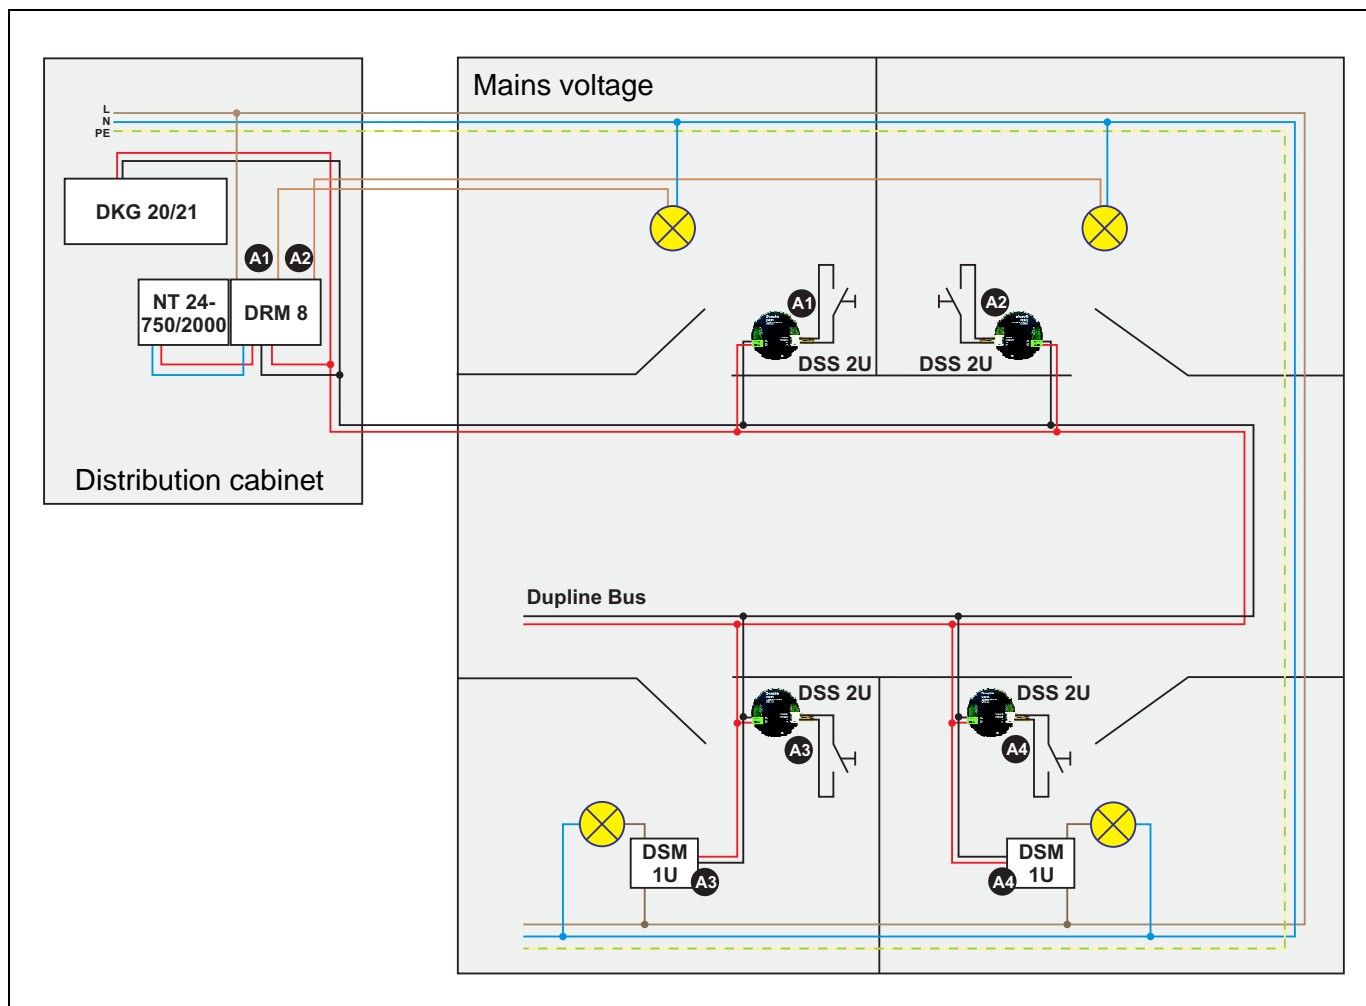 Mains voltage
L
N
PE
DKG 20/21
A1
A2
NT 24-
750/2000
DRM 8
Distribution cabinet
A1
DSS 2U
A2
DSS 2U
Dupline Bus
DSS 2U
A3
DSS 2U
A4
DSM
1U
A3
DSM
1U
A4